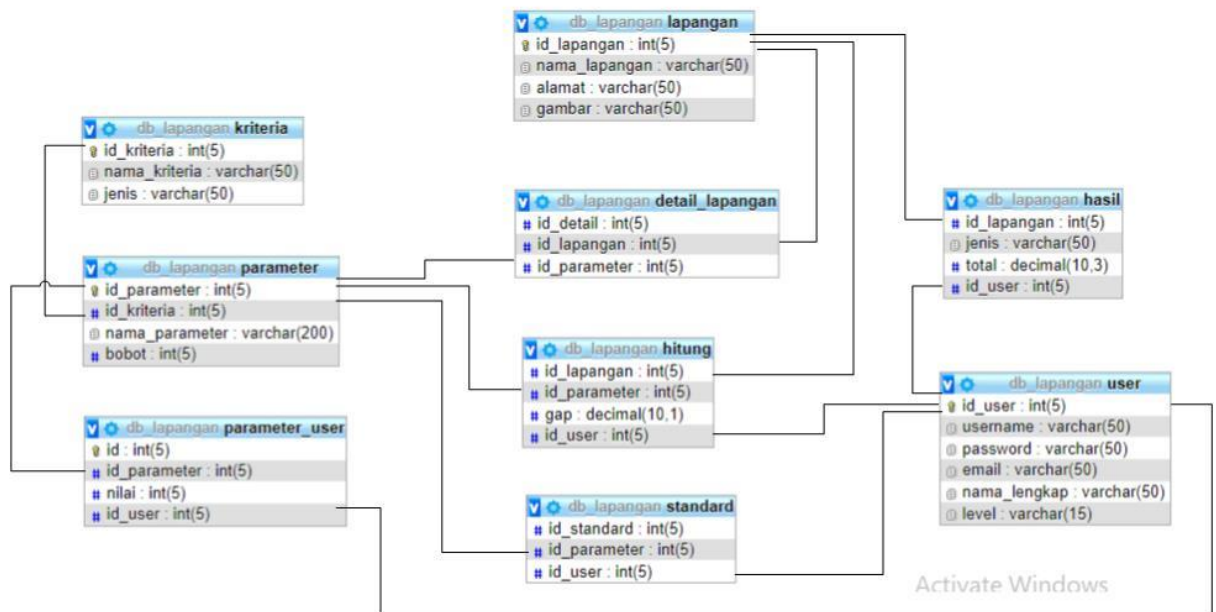 db_lapangan lapangan
id_lapangan : int(5)
nama_lapangan : varchar(50)
alamat : varchar(50)
gambar : varchar(50)
db_lapangan kriteria
id_kriteria : int(5)
nama_kriteria : varchar(50)
jenis : varchar(50)
db_lapangan detail_lapangan
id_detail : int(5)
id_lapangan : int(5)
id_parameter : int(5)
db_lapangan hasil
id_lapangan : int(5)
jenis : varchar(50)
total : decimal(10,3)
id_user : int(5)
db_lapangan parameter
id_parameter : int(5)
id_kriteria : int(5)
nama_parameter : varchar(200)
bobot : int(5)
db_lapangan hitung
id_lapangan : int(5)
id_parameter : int(5)
gap : decimal(10,1)
id_user : int(5)
db_lapangan user
id_user : int(5)
username : varchar(50)
password : varchar(50)
email : varchar(50)
nama_lengkap : varchar(50)
level : varchar(15)
db_lapangan parameter_user
id : int(5)
id_parameter : int(5)
nilai : int(5)
id_user : int(5)
db_lapangan standard
id_standard : int(5)
id_parameter : int(5)
id_user : int(5)
Activate Windows